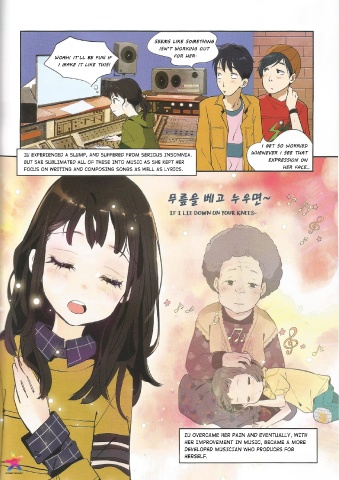 WOAH! IT'LL BE FUN IF
I MAKE IT LIKE THIS!
SEEMS LIKE SOMETHING
ISN'T WORKING OUT
FOR HER.
I GET SO WORRIED
WHENEVER I SEE THAT
EXPRESSION ON
HER FACE.
IU EXPERIENCED A SLUMP, AND SUFFERED FROM SERIOUS INSOMNIA.
BUT SHE SUBLIMATED ALL OF THESE INTO MUSIC AS SHE KEPT HER
FOCUS ON WRITING AND COMPOSING SONGS AS WELL AS LYRICS.
무릎을 베고 누우면~
IF I LIE DOWN ON YOUR KNEES~
IU OVERCAME HER PAIN AND EVENTUALLY, WITH
HER IMPROVEMENT IN MUSIC, BECAME A MORE
DEVELOPED MUSICIAN WHO PRODUCES FOR
HERSELF.